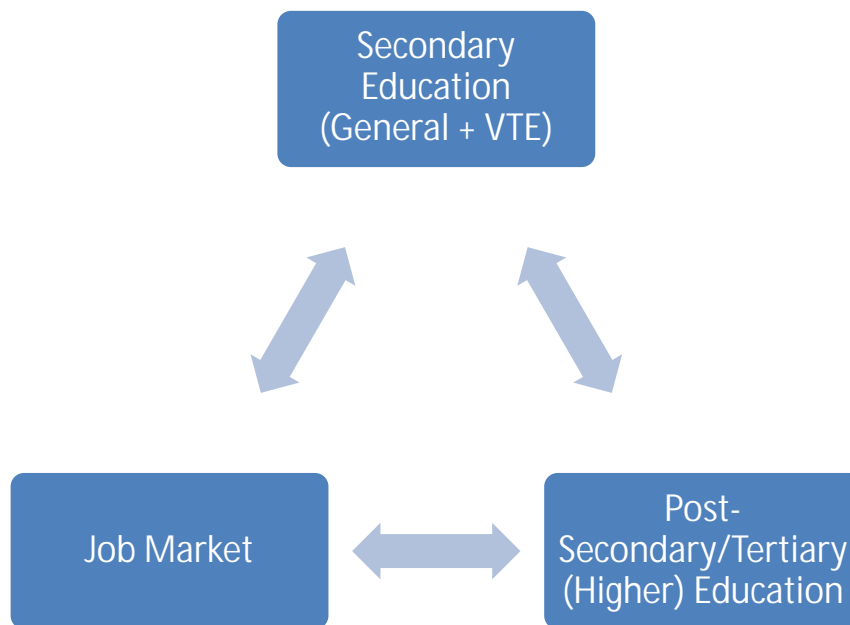 Secondary
Education
(General + VTE)
Job Market
Post-
Secondary/Tertiary
(Higher) Education